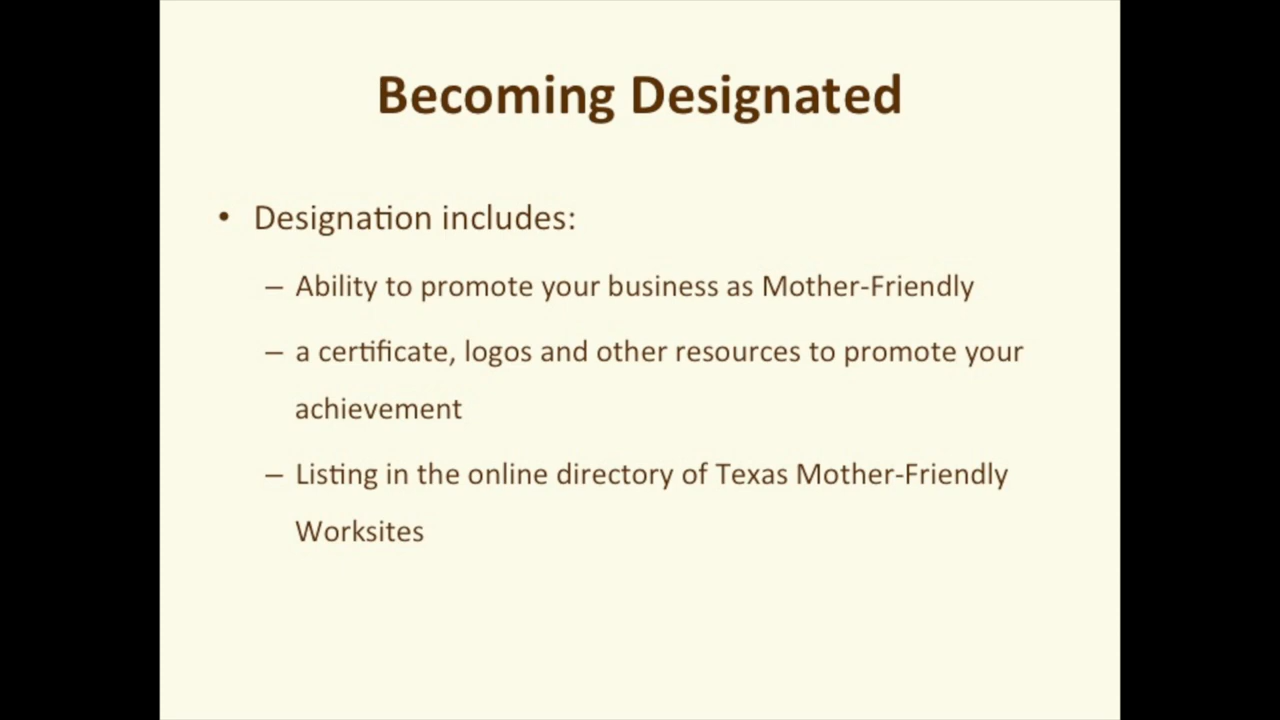 Becoming Designated
• Designation includes:
– Ability to promote your business as Mother-Friendly
– a certificate, logos and other resources to promote your
achievement
– Listing in the online directory of Texas Mother-Friendly
Worksites